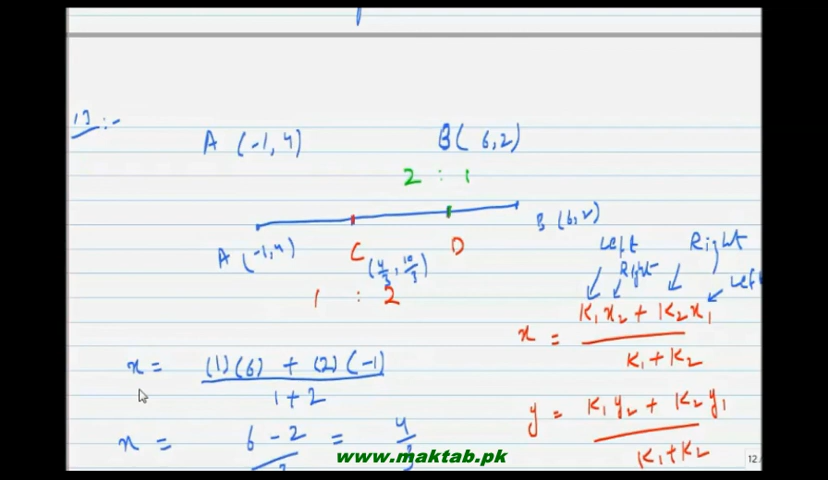 13:-
A (-1, 4)
B( 6, 2)
2 : 1
A (-1, 4)
C
D
B (6, 2)
(4/3, 10/3)
1 : 2
Left
Right
Right
Left
x = K₁x₂ + K₂x₁ / K₁ + K₂
x = (1)(6) + (2)(-1) / 1 + 2
y = K₁y₂ + K₂y₁ / K₁ + K₂
x = 6 - 2 / 3 = 4/3
www.maktab.pk
12